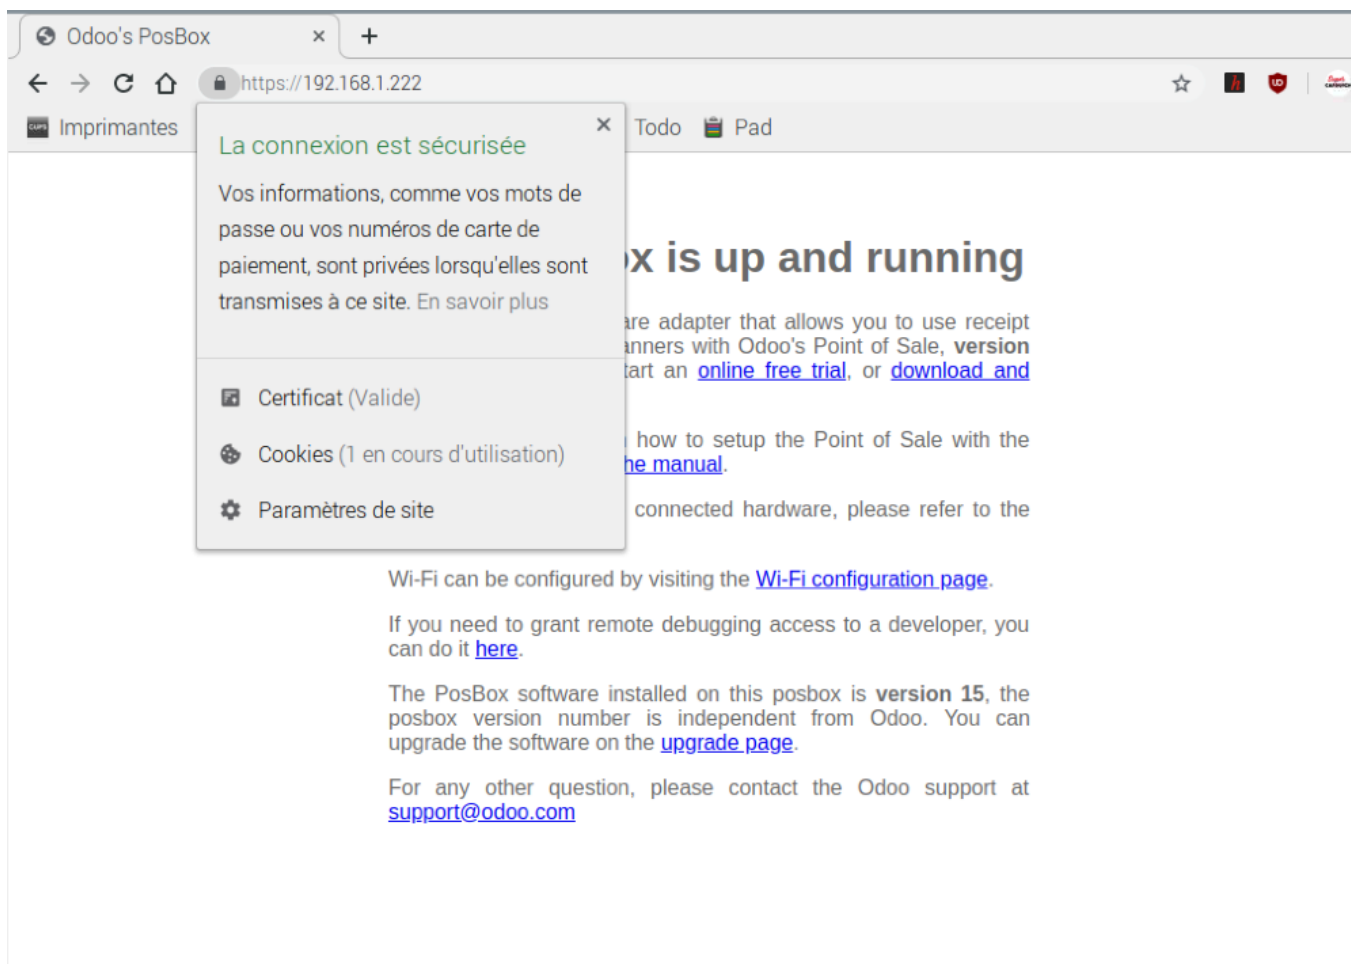 Odoo's PosBox
https://192.168.1.222
Imprimantes
Todo
Pad
La connexion est sécurisée
Vos informations, comme vos mots de
passe ou vos numéros de carte de
paiement, sont privées lorsqu'elles sont
transmises à ce site. En savoir plus
Certificat (Valide)
Cookies (1 en cours d'utilisation)
Paramètres de site
x is up and running
are adapter that allows you to use receipt
anners with Odoo's Point of Sale, version
tart an online free trial, or download and
how to setup the Point of Sale with the
he manual.
connected hardware, please refer to the
Wi-Fi can be configured by visiting the Wi-Fi configuration page.
If you need to grant remote debugging access to a developer, you
can do it here.
The PosBox software installed on this posbox is version 15, the
posbox version number is independent from Odoo. You can
upgrade the software on the upgrade page.
For any other question, please contact the Odoo support at
support@odoo.com